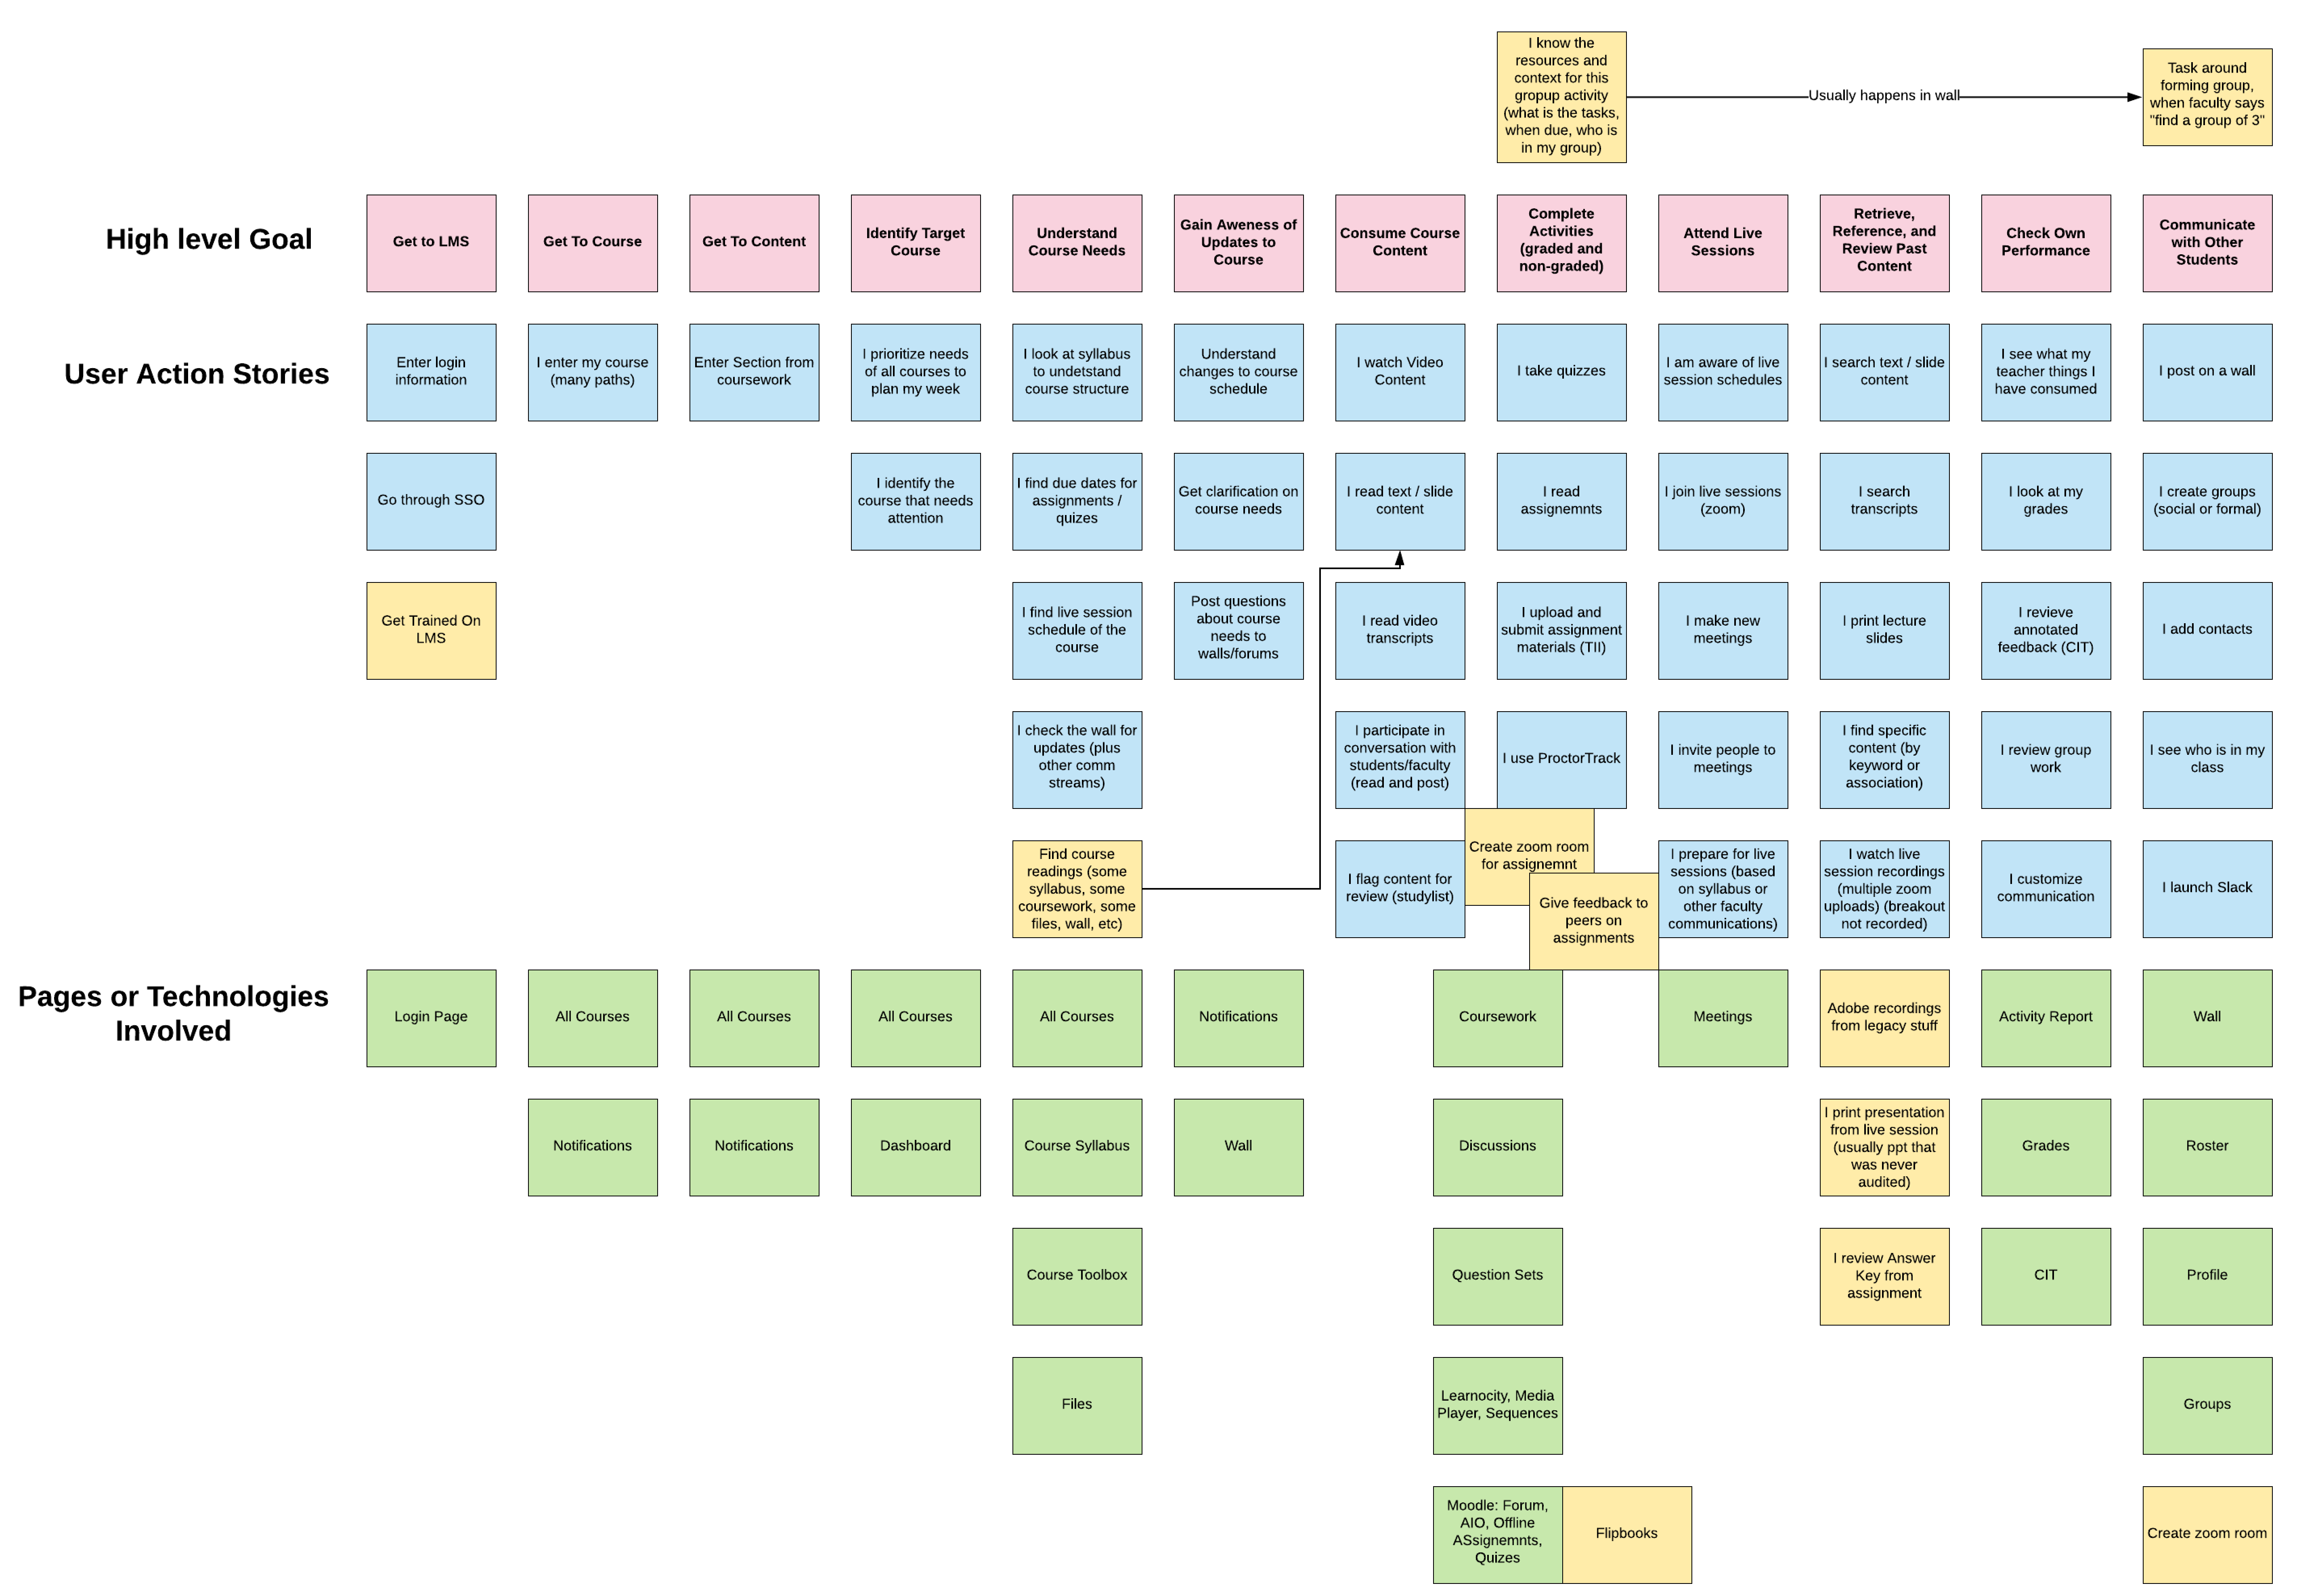 I know the
resources and
context for this
gropup activity
(what is the tasks,
when due, who is
in my group)
Usually happens in wall
Task around
forming group,
when faculty says
"find a group of 3"
High level Goal
Get to LMS
Get To Course
Get To Content
Identify Target
Course
Understand
Course Needs
Gain Aweness of
Updates to
Course
Consume Course
Content
Complete
Activities
(graded and
non-graded)
Attend Live
Sessions
Retrieve,
Reference, and
Review Past
Content
Check Own
Performance
Communicate
with Other
Students
User Action Stories
Enter login
information
I enter my course
(many paths)
Enter Section from
coursework
I prioritize needs
of all courses to
plan my week
I look at syllabus
to undetstand
course structure
Understand
changes to course
schedule
I watch Video
Content
I take quizzes
I am aware of live
session schedules
I search text / slide
content
I see what my
teacher things I
have consumed
I post on a wall
Go through SSO
I identify the
course that needs
attention
I find due dates for
assignments /
quizes
Get clarification on
course needs
I read text / slide
content
I read
assignemnts
I join live sessions
(zoom)
I search
transcripts
I look at my
grades
I create groups
(social or formal)
Get Trained On
LMS
I find live session
schedule of the
course
Post questions
about course
needs to
walls/forums
I read video
transcripts
I upload and
submit assignment
materials (TII)
I make new
meetings
I print lecture
slides
I revieve
annotated
feedback (CIT)
I add contacts
I check the wall for
updates (plus
other comm
streams)
I participate in
conversation with
students/faculty
(read and post)
I use ProctorTrack
I invite people to
meetings
I find specific
content (by
keyword or
association)
I review group
work
I see who is in my
class
Find course
readings (some
syllabus, some
coursework, some
files, wall, etc)
I flag content for
review (studylist)
Create zoom room
for assignemnt
Give feedback to
peers on
assignments
I prepare for live
sessions (based
on syllabus or
other faculty
communications)
I watch live
session recordings
(multiple zoom
uploads) (breakout
not recorded)
I customize
communication
I launch Slack
Pages or Technologies
Involved
Login Page
All Courses
All Courses
All Courses
All Courses
Notifications
Coursework
Meetings
Adobe recordings
from legacy stuff
Activity Report
Wall
Notifications
Notifications
Dashboard
Course Syllabus
Wall
Discussions
I print presentation
from live session
(usually ppt that
was never
audited)
Grades
Roster
Course Toolbox
Question Sets
I review Answer
Key from
assignment
CIT
Profile
Files
Learnocity, Media
Player, Sequences
Groups
Moodle: Forum,
AIO, Offline
ASsignemnts,
Quizes
Flipbooks
Create zoom room